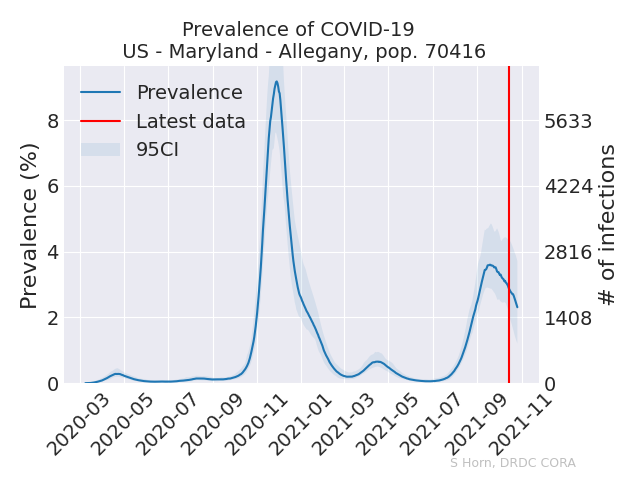 Prevalence of COVID-19
US - Maryland - Allegany, pop. 70416
Prevalence
Latest data
95CI
Prevalence (%)
8
6
4
2
0
5633
4224
2816
1408
0
# of infections
2020-03
2020-05
2020-07
2020-09
2020-11
2021-01
2021-03
2021-05
2021-07
2021-09
2021-11
S Horn, DRDC CORA